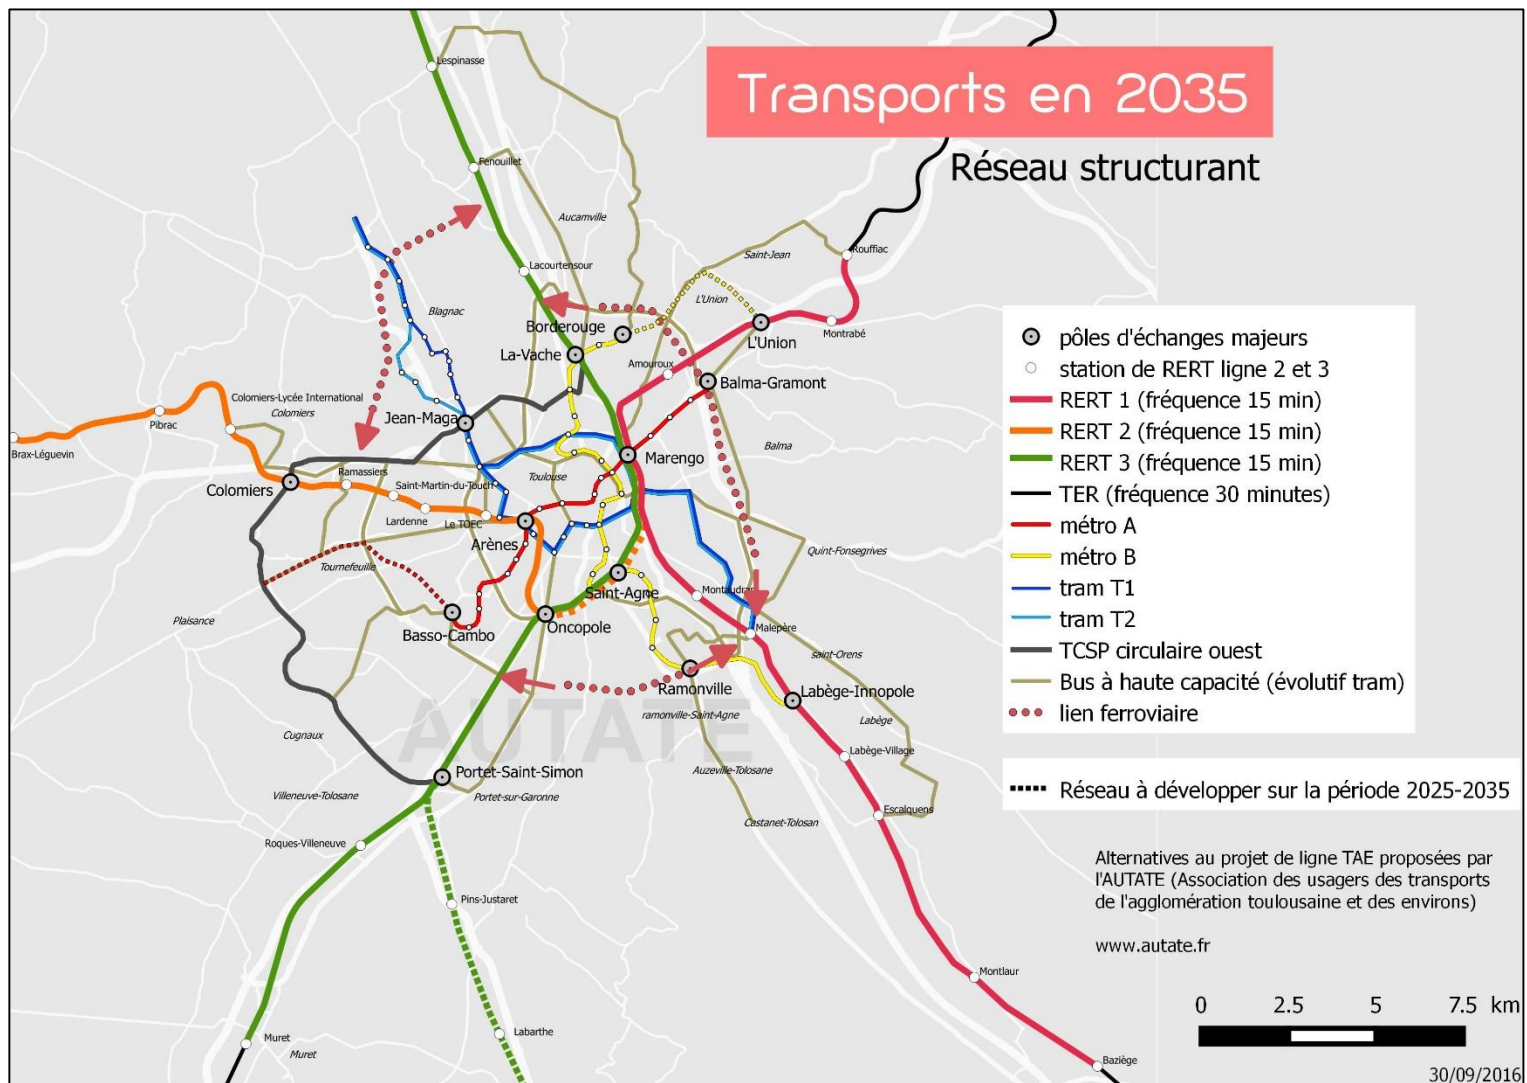 Transports en 2035
Réseau structurant
Lespinasse
Fenouillet
Aucamville
Saint-Jean
Rouffiac
Lacourtensour
L'Union
Blagnac
Borderouge
Montrabé
L'Union
La-Vache
Amouroux
Balma-Gramont
Colomiers-Lycée International
Colomiers
Pibrac
Jean-Maga
Brax-Léguevin
Balma
Marengo
Ramassiers
Toulouse
Colomiers
Saint-Martin-du-Touch
Lardenne
Le TOEC
Arènes
Quint-Fonsegrives
Tournefeuille
Saint-Agne
Montaudran
Plaisance
Basso-Cambo
Oncopole
Malepère
saint-Orens
Ramonville
Labège-Innopole
ramonville-Saint-Agne
Labège
Cugnaux
AUTATE
Labège-Village
Portet-Saint-Simon
Auzeville-Tolosane
Villeneuve-Tolosane
Portet-sur-Garonne
Escalquens
Castanet-Tolosan
Roques-Villeneuve
Pins-Justaret
Montlaur
Labarthe
Muret
Muret
Baziège
pôles d'échanges majeurs
station de RERT ligne 2 et 3
RERT 1 (fréquence 15 min)
RERT 2 (fréquence 15 min)
RERT 3 (fréquence 15 min)
TER (fréquence 30 minutes)
métro A
métro B
tram T1
tram T2
TCSP circulaire ouest
Bus à haute capacité (évolutif tram)
lien ferroviaire
Réseau à développer sur la période 2025-2035
Alternatives au projet de ligne TAE proposées par
l'AUTATE (Association des usagers des transports
de l'agglomération toulousaine et des environs)
www.autate.fr
0 2.5 5 7.5 km
30/09/2016